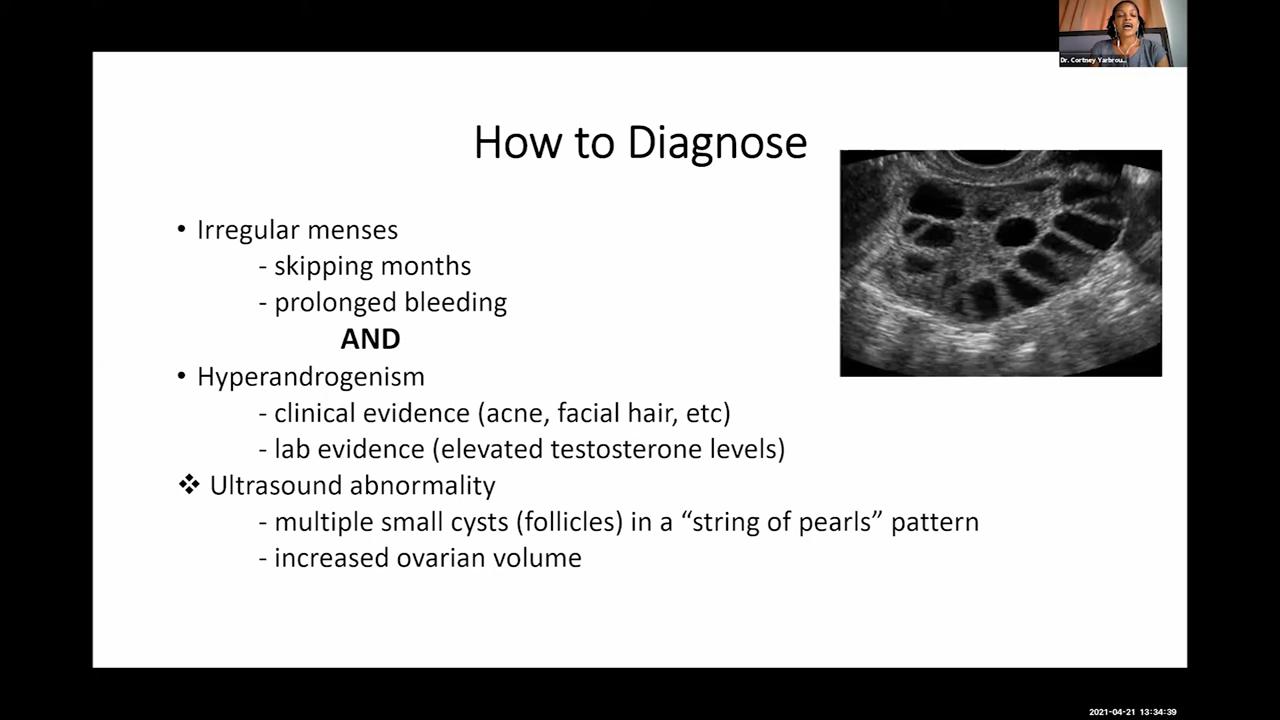 Dr. Cortney Yarbrou...
How to Diagnose
• Irregular menses
- skipping months
- prolonged bleeding
AND
• Hyperandrogenism
- clinical evidence (acne, facial hair, etc)
- lab evidence (elevated testosterone levels)
❖ Ultrasound abnormality
- multiple small cysts (follicles) in a “string of pearls” pattern
- increased ovarian volume
2021-04-21 13:34:39